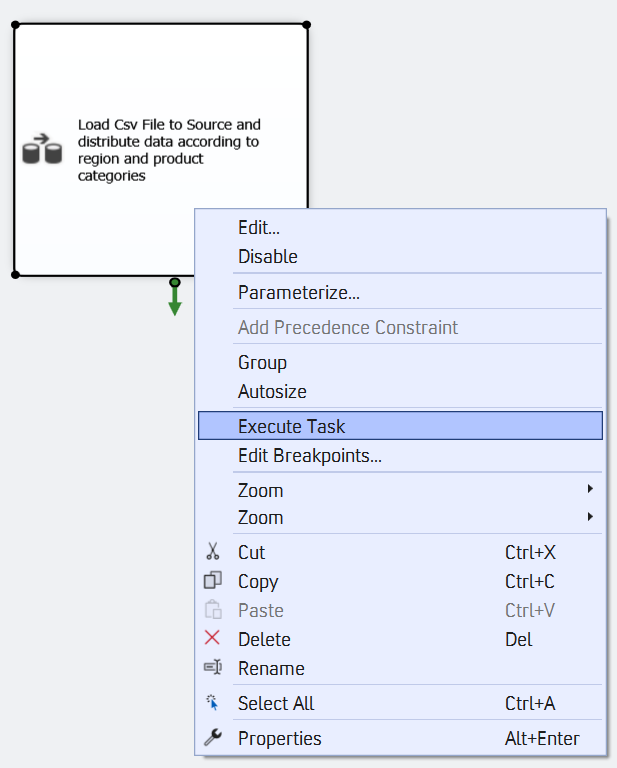 Load Csv File to Source and
distribute data according to
region and product
categories
Edit...
Disable
Parameterize...
Add Precedence Constraint
Group
Autosize
Execute Task
Edit Breakpoints...
Zoom
Zoom
Cut Ctrl+X
Copy Ctrl+C
Paste Ctrl+V
Delete Del
Rename
Select All Ctrl+A
Properties Alt+Enter